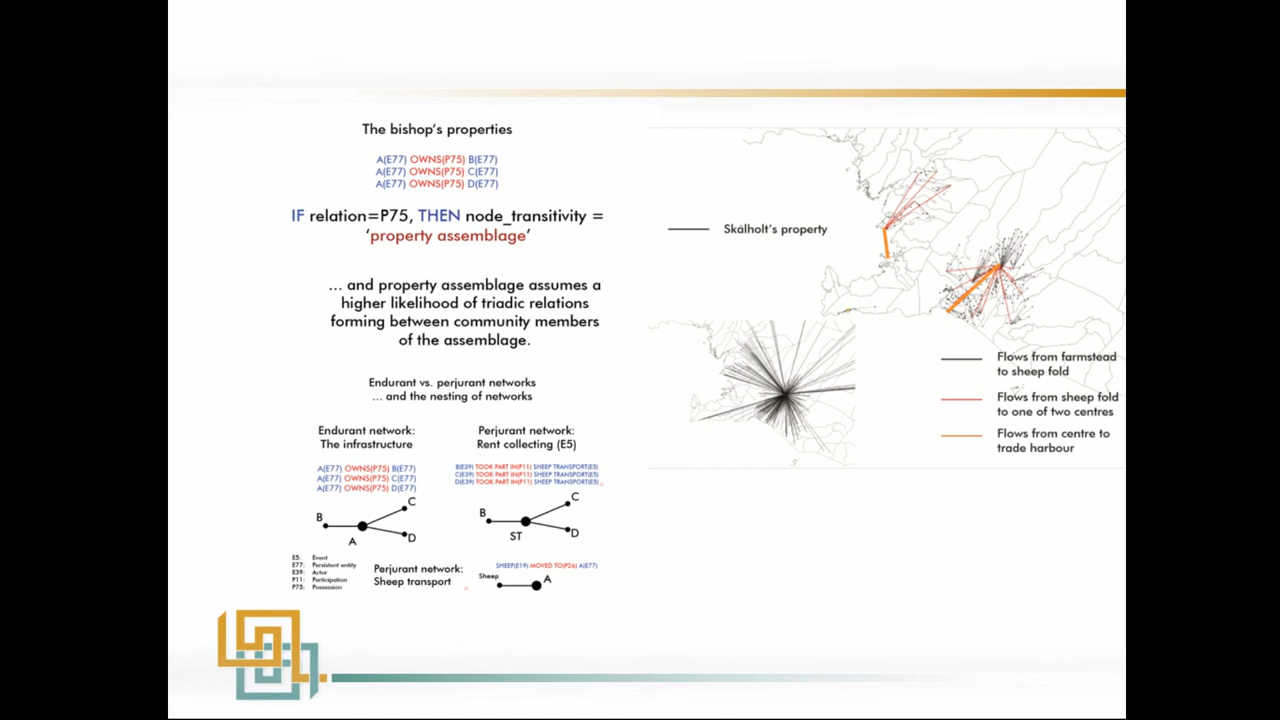 The bishop's properties
A(E77) OWNS(P75) B(E77)
A(E77) OWNS(P75) C(E77)
A(E77) OWNS(P75) D(E77)
IF relation=P75, THEN node_transitivity =
'property assemblage'
... and property assemblage assumes a
higher likelihood of triadic relations
forming between community members
of the assemblage.
Endurant vs. perjurant networks
... and the nesting of networks
Endurant network:
The infrastructure
A(E77) OWNS(P75) B(E77)
A(E77) OWNS(P75) C(E77)
A(E77) OWNS(P75) D(E77)
B
C
A
D
Perjurant network:
Rent collecting (E5)
B(E39) TOOK PART IN(P11) SHEEP TRANSPORT(E5)
C(E39) TOOK PART IN(P11) SHEEP TRANSPORT(E5)
D(E39) TOOK PART IN(P11) SHEEP TRANSPORT(E5)
B
C
ST
D
E5: Event
E77: Persistent entity
E39: Actor
P11: Participation
P75: Possession
Perjurant network:
Sheep transport
SHEEP(E19) MOVED TO(P26) A(E77)
Sheep
A
Skálholt's property
Flows from farmstead
to sheep fold
Flows from sheep fold
to one of two centres
Flows from centre to
trade harbour